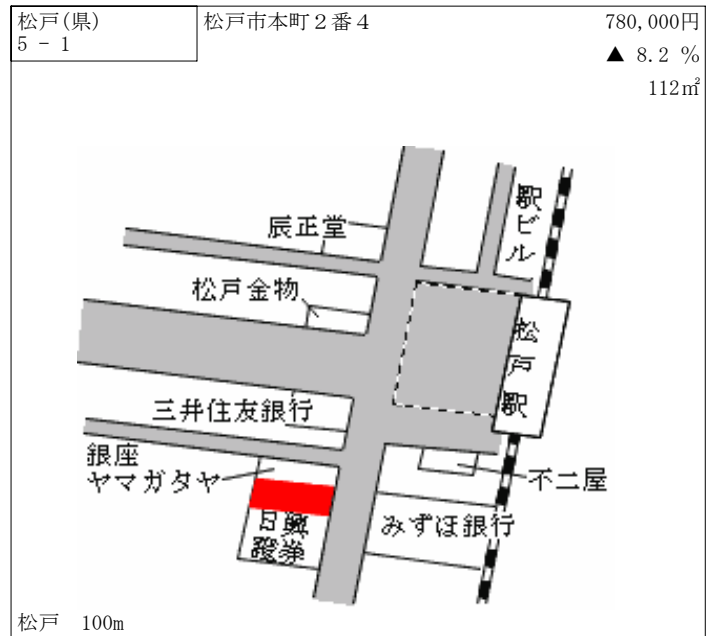 松戸(県)
5 － 1
松戸市本町２番４
780,000円
▲ 8.2 %
112㎡
駅ビル
辰正堂
松戸金物
松戸駅
三井住友銀行
銀座
ヤマガタヤ
不二屋
日興
證券
みずほ銀行
松戸　100m